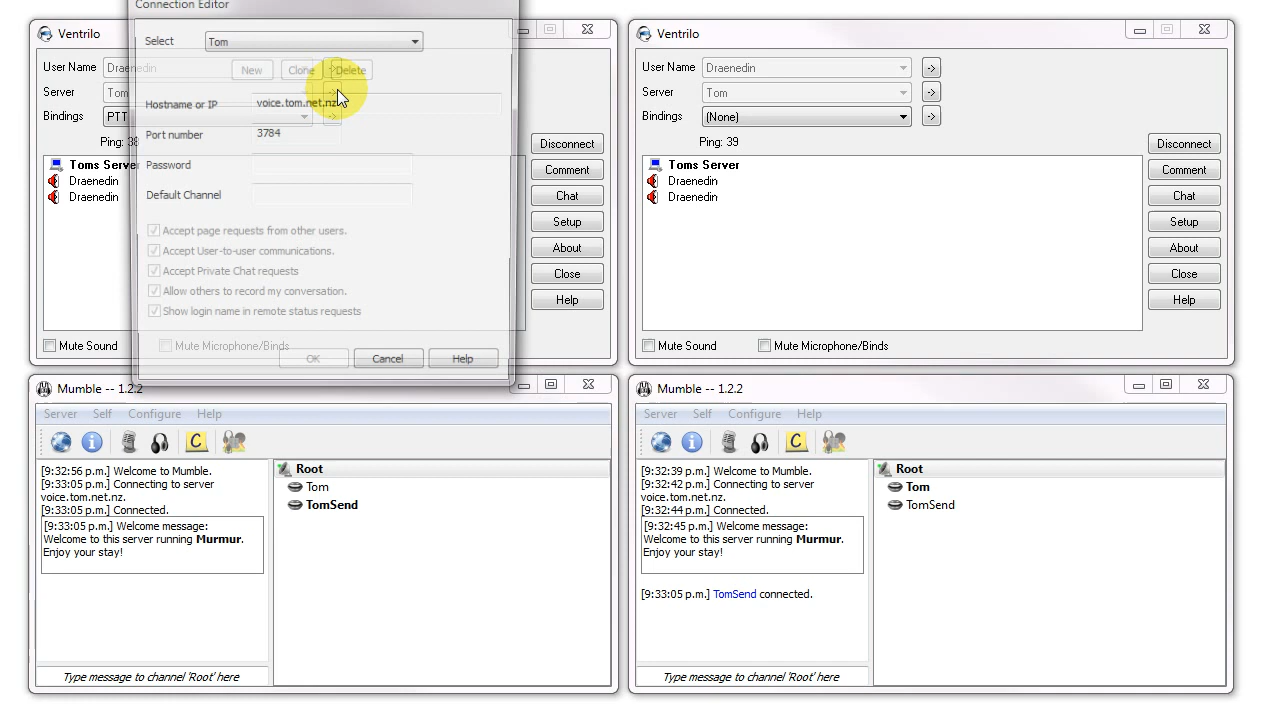 Connection Editor
Select Tom
New Clone Delete
Hostname or IP voice.tom.net.nz
Port number 3784
Password
Default Channel
Accept page requests from other users.
Accept User-to-user communications.
Accept Private Chat requests
Allow others to record my conversation.
Show login name in remote status requests
OK Cancel Help
Ventrilo
User Name Draenedin
Server Tom
Bindings PTT
Ping: 38
Toms Server
Draenedin
Draenedin
Disconnect
Comment
Chat
Setup
About
Close
Help
Mute Sound Mute Microphone/Binds
Ventrilo
User Name Draenedin ->
Server Tom ->
Bindings (None) ->
Ping: 39
Toms Server
Draenedin
Draenedin
Disconnect
Comment
Chat
Setup
About
Close
Help
Mute Sound Mute Microphone/Binds
Mumble -- 1.2.2
Server Self Configure Help
[9:32:56 p.m.] Welcome to Mumble.
[9:33:05 p.m.] Connecting to server
voice.tom.net.nz.
[9:33:05 p.m.] Connected.
[9:33:05 p.m.] Welcome message:
Welcome to this server running Murmur.
Enjoy your stay!
Type message to channel 'Root' here
Root
Tom
TomSend
Mumble -- 1.2.2
Server Self Configure Help
[9:32:39 p.m.] Welcome to Mumble.
[9:32:42 p.m.] Connecting to server
voice.tom.net.nz.
[9:32:44 p.m.] Connected.
[9:32:45 p.m.] Welcome message:
Welcome to this server running Murmur.
Enjoy your stay!
[9:33:05 p.m.] TomSend connected.
Type message to channel 'Root' here
Root
Tom
TomSend